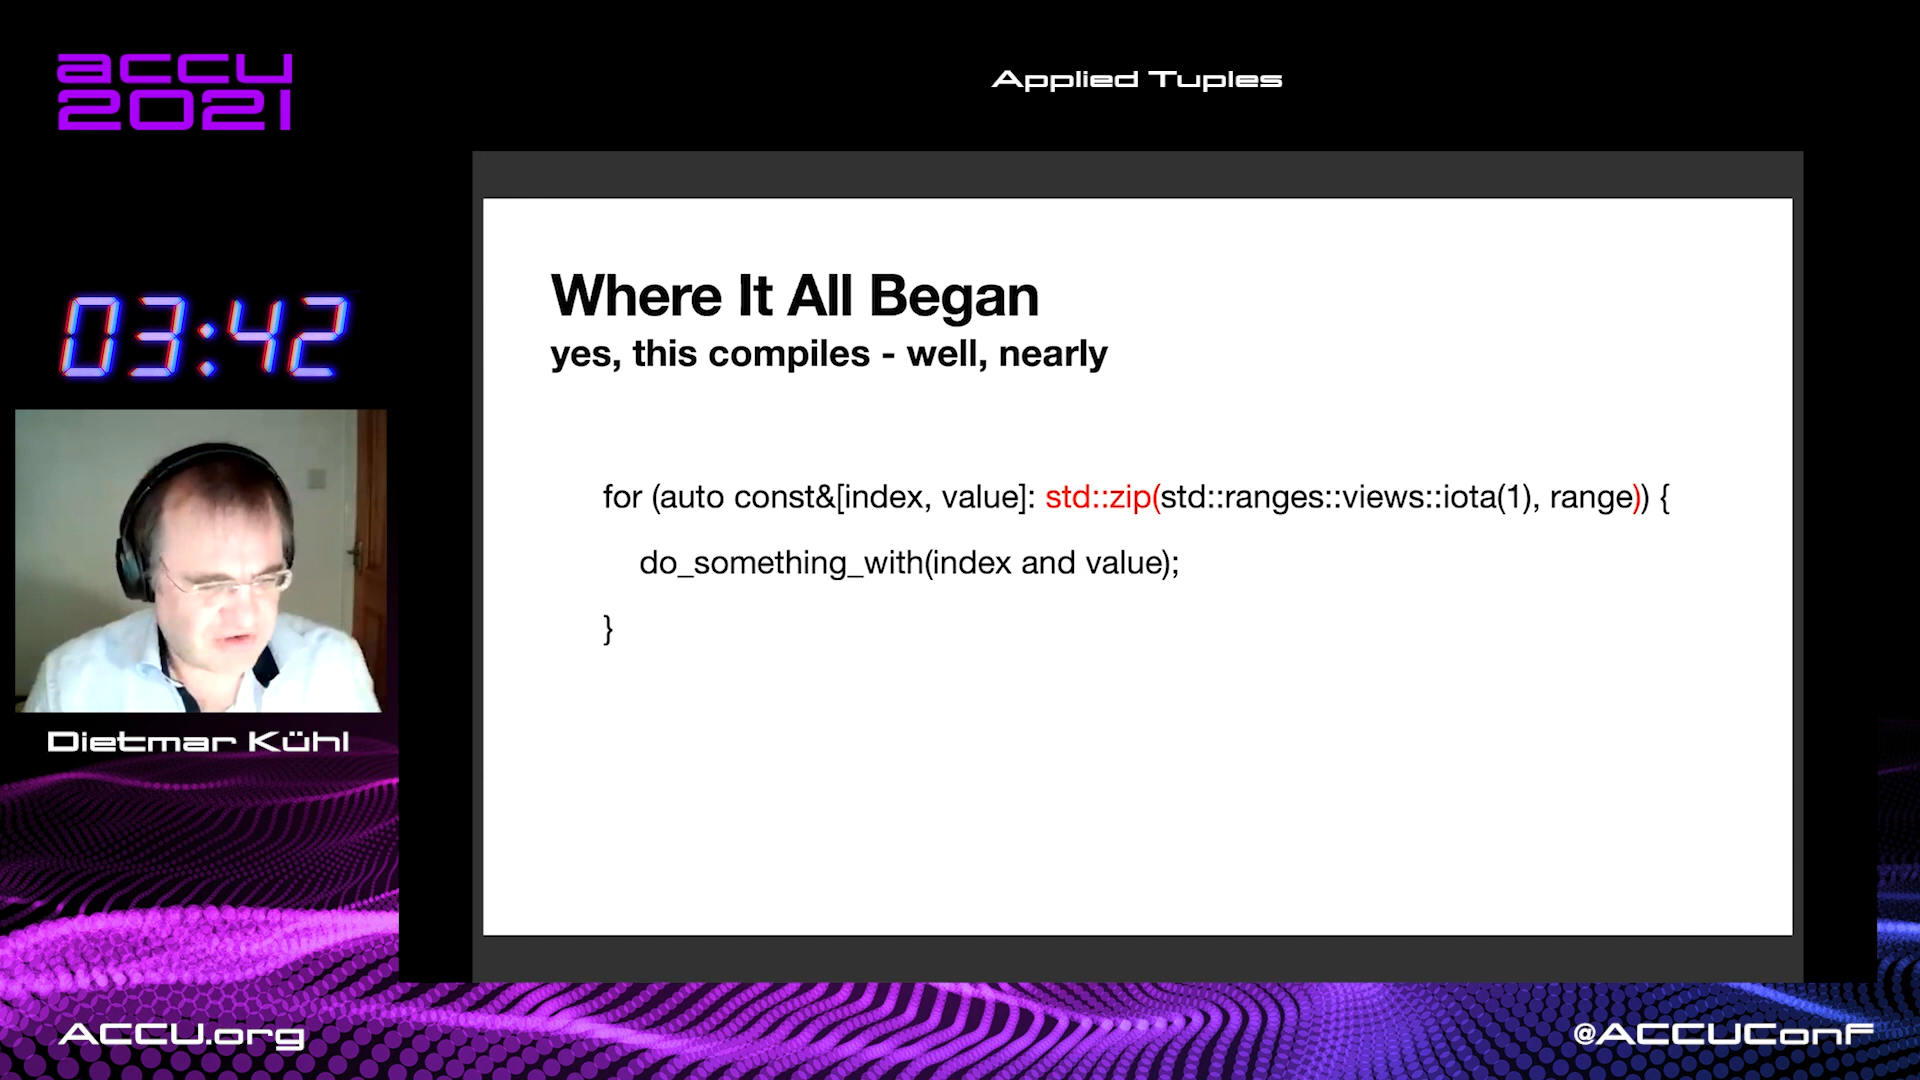 accu
2021
Applied Tuples
03:42
Where It All Began
yes, this compiles - well, nearly
for (auto const&[index, value]: std::zip(std::ranges::views::iota(1), range)) {
do_something_with(index and value);
}
Dietmar Kühl
ACCU.org
@ACCUConf